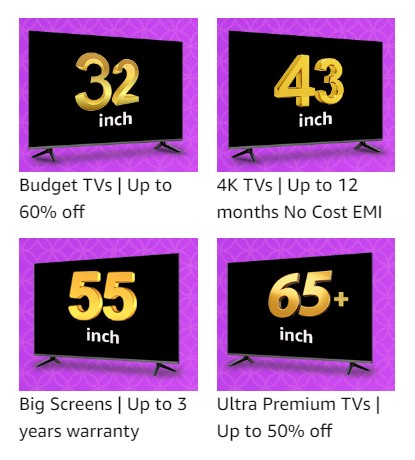 32
inch
Budget TVs | Up to
60% off
43
inch
4K TVs | Up to 12
months No Cost EMI
55
inch
Big Screens | Up to 3
years warranty
65+
inch
Ultra Premium TVs |
Up to 50% off